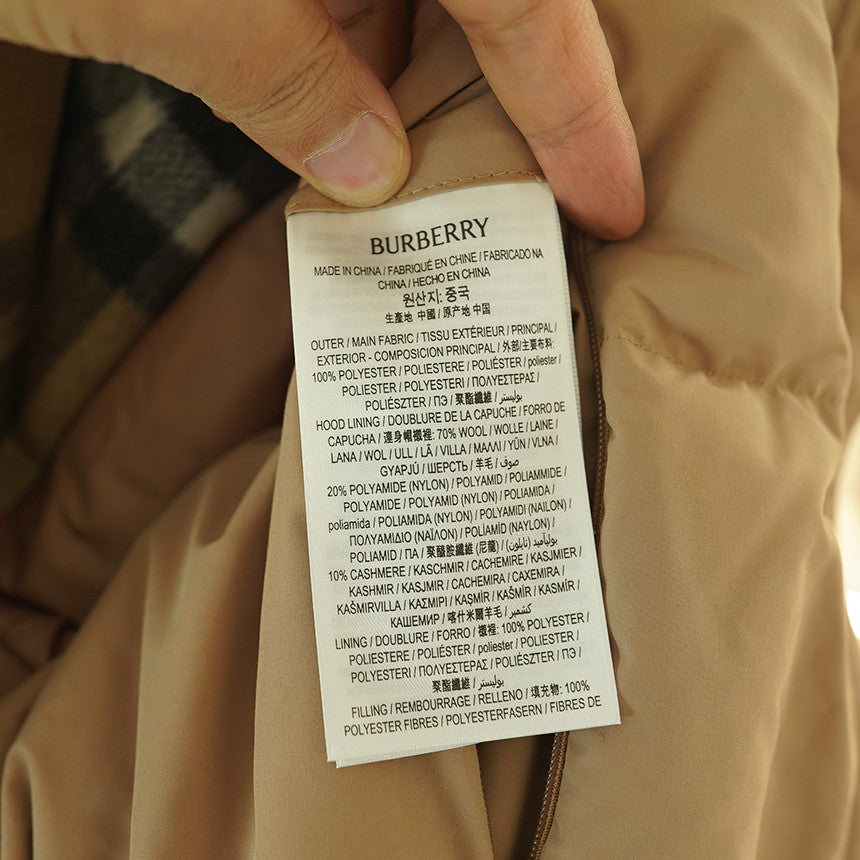 BURBERRY
MADE IN CHINA / FABRIQUÉ EN CHINE / FABRICADO NA
CHINA / HECHO EN CHINA
원산지: 중국
生產地 中國 / 原产地 中国
OUTER / MAIN FABRIC / TISSU EXTÉRIEUR / PRINCIPAL /
EXTERIOR - COMPOSICION PRINCIPAL / 外部/主要布料:
100% POLYESTER / POLIESTERE / POLIÉSTER / poliester /
POLIESTER / POLYESTERI / ΠΟΛΥΕΣΤΕΡΑΣ /
POLIÉSZTER / ПЭ / 聚酯纖維 / بوليستر
HOOD LINING / DOUBLURE DE LA CAPUCHE / FORRO DE
CAPUCHA / 連身帽襯裡: 70% WOOL / WOLLE / LAINE /
LANA / WOL / ULL / LÃ / VILLA / ΜΑΛΛΙ / YÜN / VLNA /
GYAPJÚ / ШЕРСТЬ / 羊毛 / صوف
20% POLYAMIDE (NYLON) / POLYAMID / POLIAMMIDE /
POLYAMIDE / POLYAMID (NYLON) / POLIAMIDA /
poliamida / POLIAMIDA (NYLON) / POLYAMIDI (NAILON) /
ΠΟΛΥΑΜΙΔΙΟ (ΝΑΪΛΟΝ) / POLİAMİD (NAYLON) /
POLIAMID / ПА / 聚醯胺纖維 (尼龍) / بوليأميد (نايلون)
10% CASHMERE / KASCHMIR / CACHEMIRE / KASJMIER /
KASHMIR / KASJMIR / CACHEMIRA / CAXEMIRA /
KAŠMIRVILLA / ΚΑΣΜΙΡΙ / KAŞMİR / KAŠMÍR / KASMÍR /
КАШЕМИР / 喀什米爾羊毛 / كشمير
LINING / DOUBLURE / FORRO / 襯裡: 100% POLYESTER /
POLIESTERE / POLIÉSTER / poliester / POLIESTER /
POLYESTERI / ΠΟΛΥΕΣΤΕΡΑΣ / POLIÉSZTER / ПЭ /
聚酯纖維 / بوليستر
FILLING / REMBOURRAGE / RELLENO / 填充物: 100%
POLYESTER FIBRES / POLYESTERFASERN / FIBRES DE